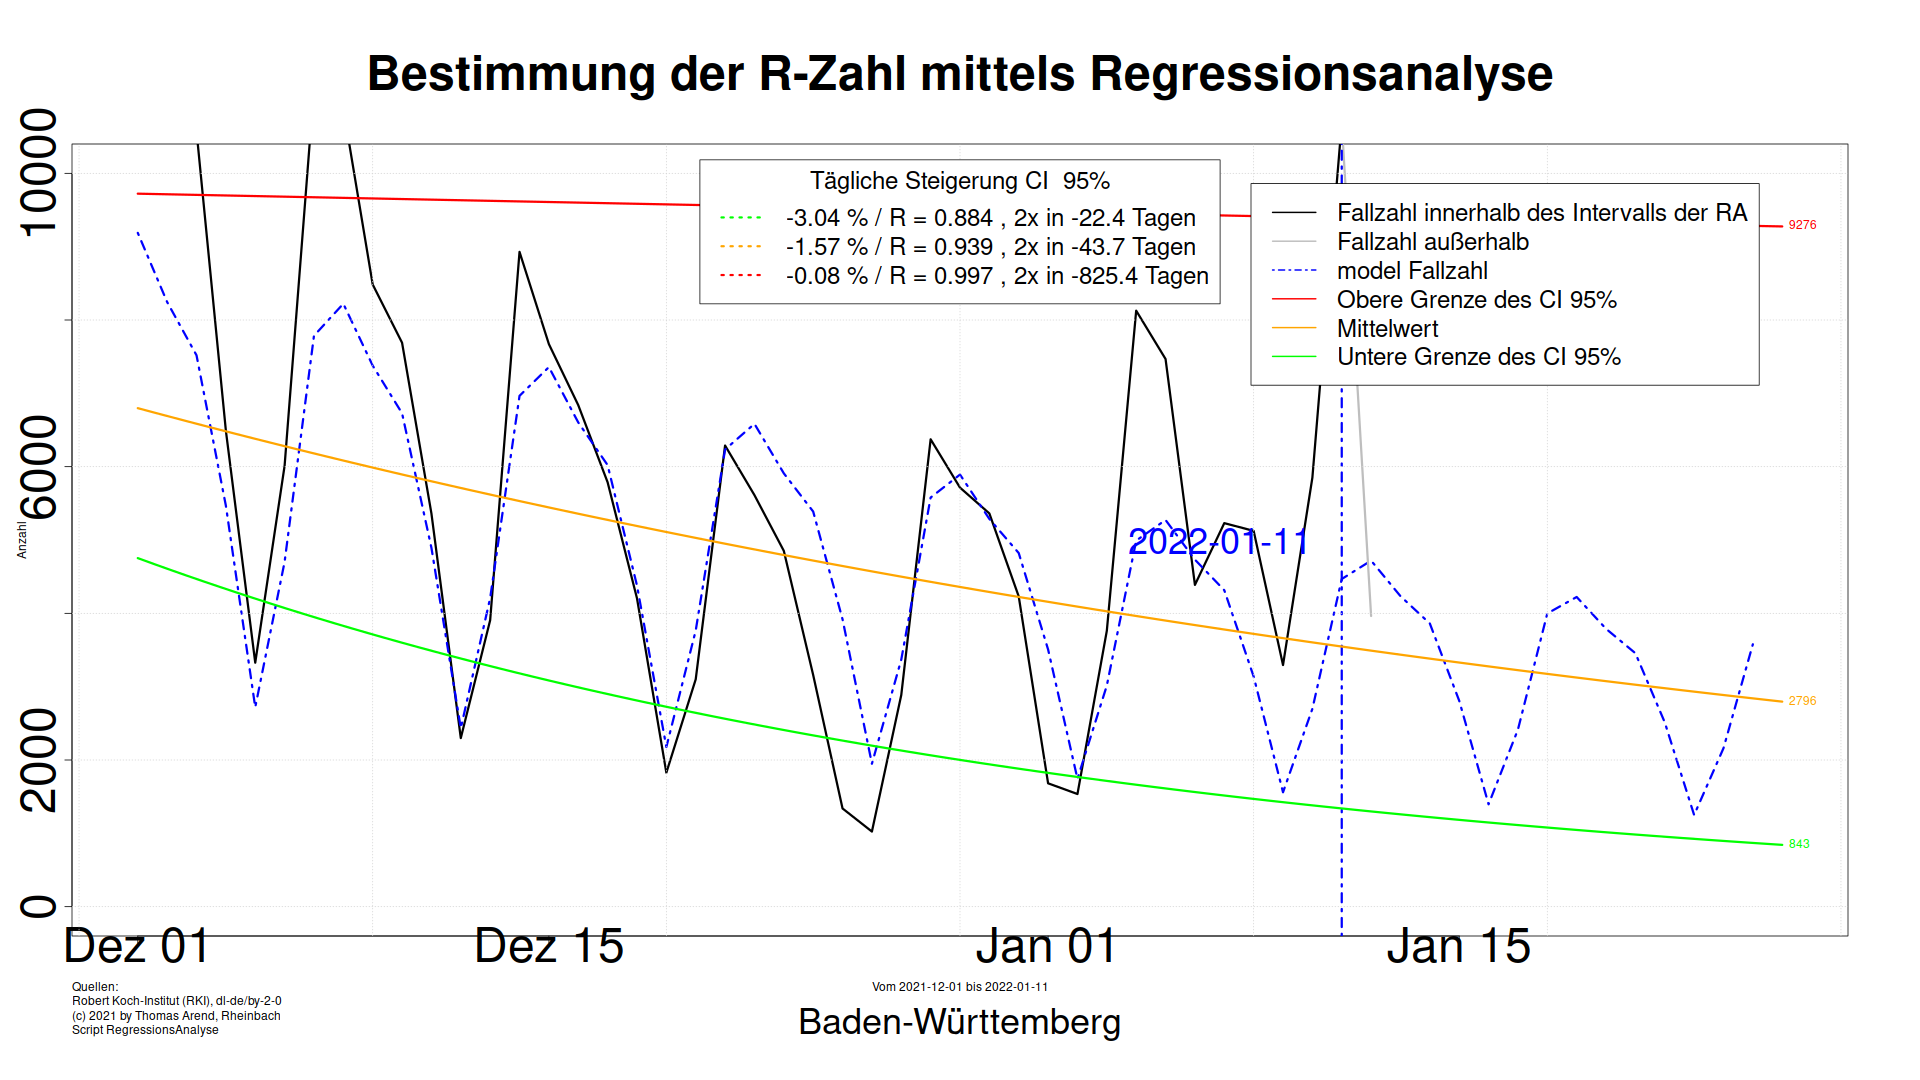 Bestimmung der R-Zahl mittels Regressionsanalyse
10000
6000
2000
0
Anzahl
Tägliche Steigerung CI 95%
-3.04 % / R = 0.884 , 2x in -22.4 Tagen
-1.57 % / R = 0.939 , 2x in -43.7 Tagen
-0.08 % / R = 0.997 , 2x in -825.4 Tagen
Fallzahl innerhalb des Intervalls der RA
Fallzahl außerhalb
model Fallzahl
Obere Grenze des CI 95%
Mittelwert
Untere Grenze des CI 95%
9276
2022-01-11
2796
843
Dez 01
Dez 15
Jan 01
Jan 15
Quellen:
Robert Koch-Institut (RKI), dl-de/by-2-0
(c) 2021 by Thomas Arend, Rheinbach
Script RegressionsAnalyse
Vom 2021-12-01 bis 2022-01-11
Baden-Württemberg